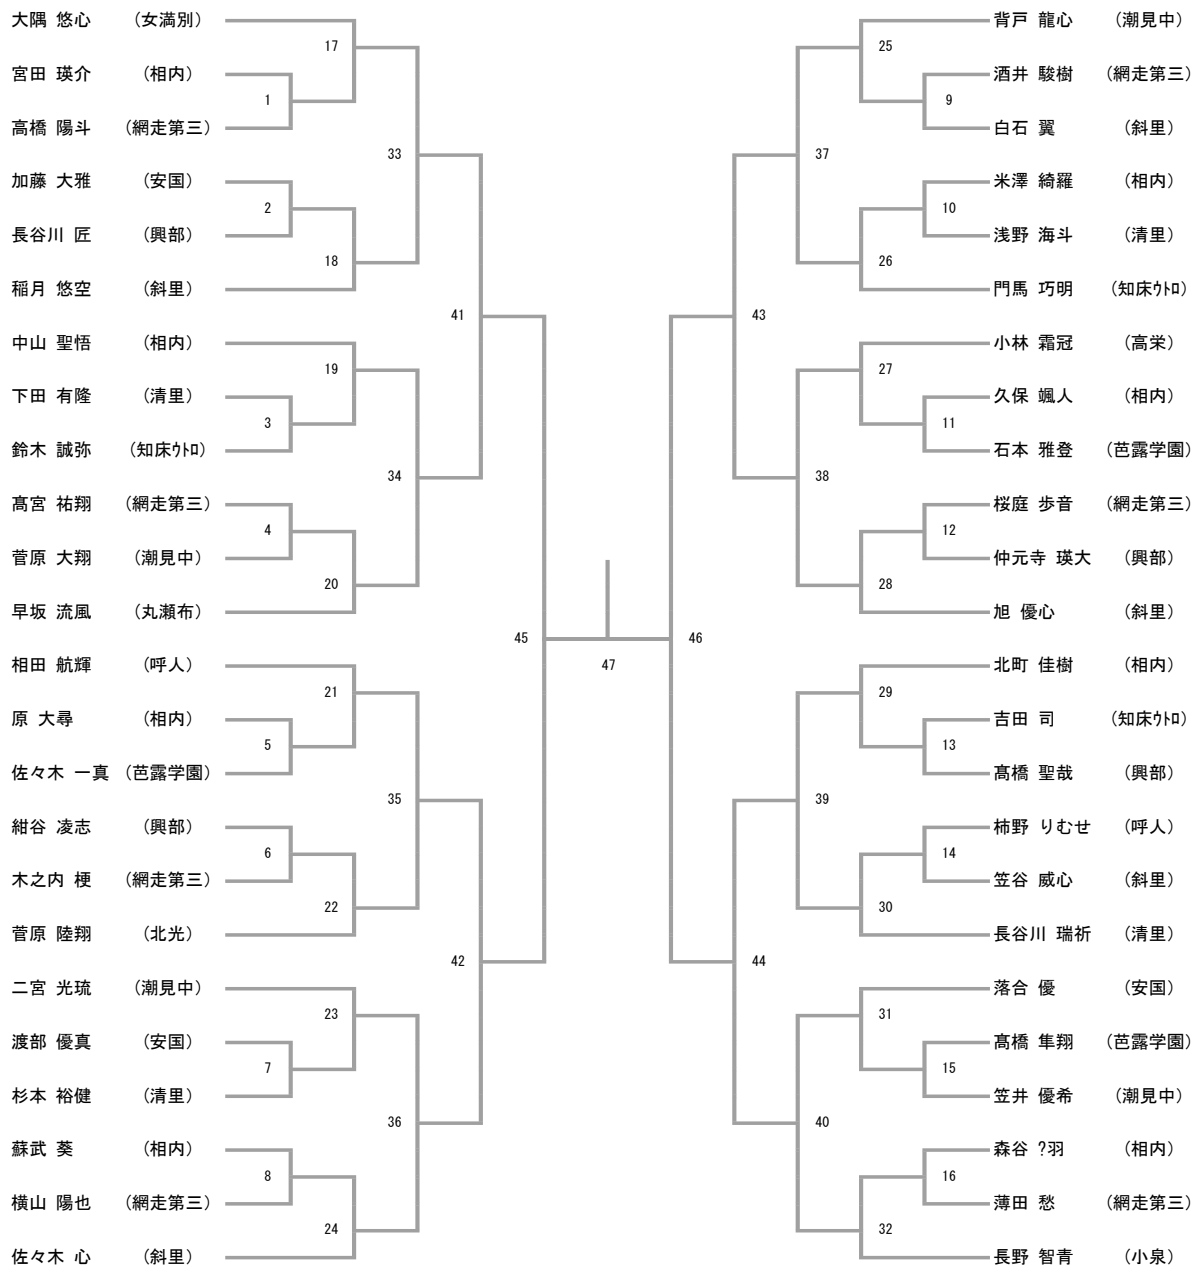 大隅 悠心 (女満別)
17
宮田 瑛介 (相内)
1
高橋 陽斗 (網走第三)
33
加藤 大雅 (安国)
2
長谷川 匠 (興部)
18
稲月 悠空 (斜里)
41
中山 聖悟 (相内)
19
下田 有隆 (清里)
3
鈴木 誠弥 (知床ｳﾄﾛ)
34
髙宮 祐翔 (網走第三)
4
菅原 大翔 (潮見中)
20
早坂 流風 (丸瀬布)
45
相田 航輝 (呼人)
21
原 大尋 (相内)
5
佐々木 一真 (芭露学園)
35
紺谷 凌志 (興部)
6
木之内 梗 (網走第三)
22
菅原 陸翔 (北光)
42
二宮 光琉 (潮見中)
23
渡部 優真 (安国)
7
杉本 裕健 (清里)
36
蘇武 葵 (相内)
8
横山 陽也 (網走第三)
24
佐々木 心 (斜里)
47
背戸 龍心 (潮見中)
25
酒井 駿樹 (網走第三)
9
白石 翼 (斜里)
37
米澤 綺羅 (相内)
10
浅野 海斗 (清里)
26
門馬 巧明 (知床ｳﾄﾛ)
43
小林 霜冠 (高栄)
27
久保 颯人 (相内)
11
石本 雅登 (芭露学園)
38
桜庭 歩音 (網走第三)
12
仲元寺 瑛大 (興部)
28
旭 優心 (斜里)
46
北町 佳樹 (相内)
29
吉田 司 (知床ｳﾄﾛ)
13
髙橋 聖哉 (興部)
39
柿野 りむせ (呼人)
14
笠谷 威心 (斜里)
30
長谷川 瑞祈 (清里)
44
落合 優 (安国)
31
髙橋 隼翔 (芭露学園)
15
笠井 優希 (潮見中)
40
森谷 ?羽 (相内)
16
薄田 愁 (網走第三)
32
長野 智青 (小泉)